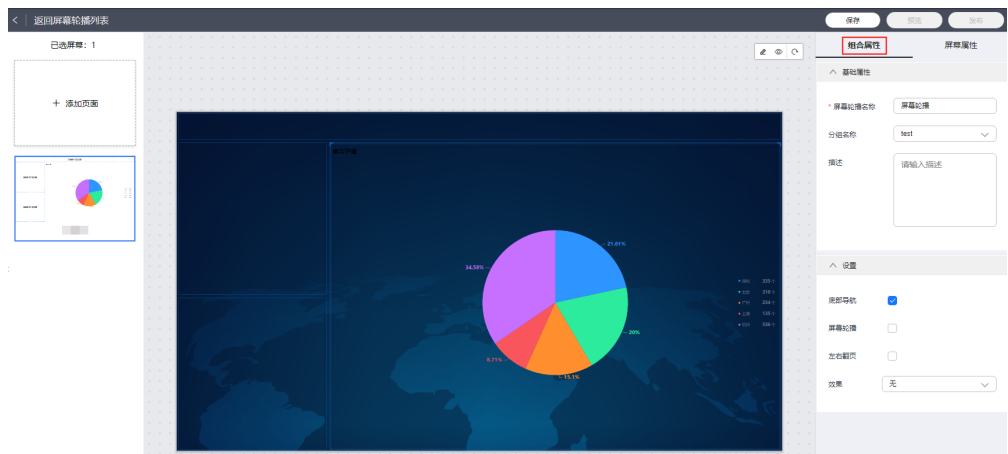 返回屏幕轮播列表
保存
预览
发布
已选屏幕：1
+ 添加页面
组合属性
屏幕属性
基础属性
* 屏幕轮播名称
屏幕轮播
分组名称
test
描述
请输入描述
设置
底部导航
屏幕轮播
左右翻页
效果
无
21.61%
34.58%
20%
8.71%
15.1%